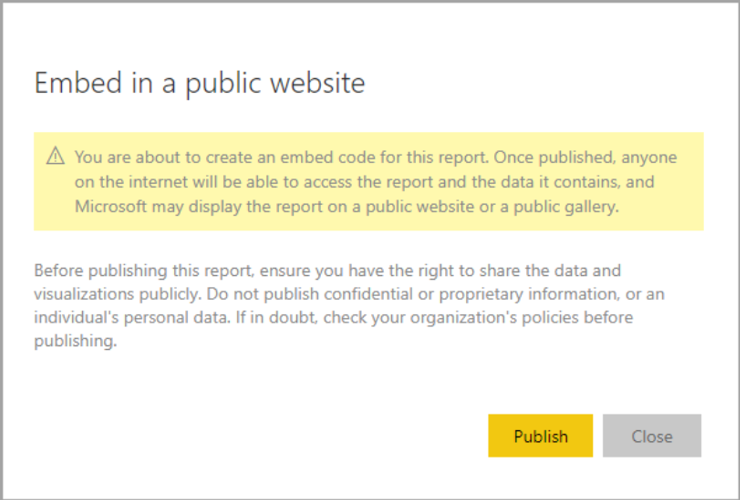 Embed in a public website
You are about to create an embed code for this report. Once published, anyone
on the internet will be able to access the report and the data it contains, and
Microsoft may display the report on a public website or a public gallery.
Before publishing this report, ensure you have the right to share the data and
visualizations publicly. Do not publish confidential or proprietary information, or an
individual's personal data. If in doubt, check your organization's policies before
publishing.
Publish
Close